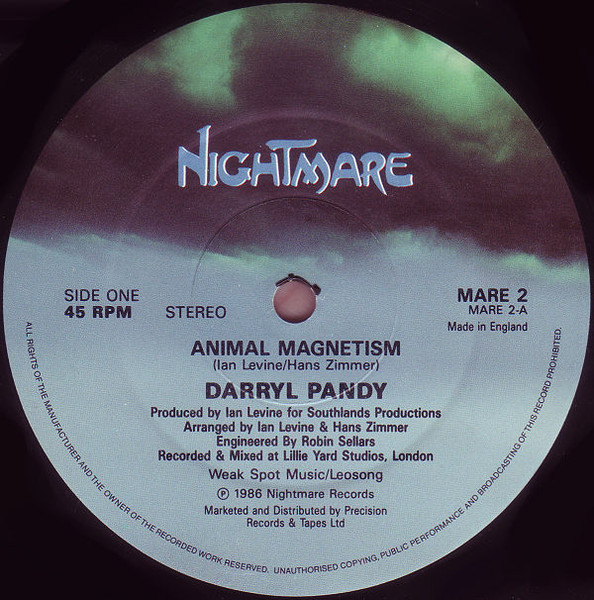 NIGHTMARE
SIDE ONE
45 RPM
STEREO
MARE 2
MARE 2-A
Made in England
ANIMAL MAGNETISM
(Ian Levine/Hans Zimmer)
DARRYL PANDY
Produced by Ian Levine for Southlands Productions
Arranged by Ian Levine & Hans Zimmer
Engineered By Robin Sellars
Recorded & Mixed at Lillie Yard Studios, London
Weak Spot Music/Leosong
℗ 1986 Nightmare Records
Marketed and Distributed by Precision
Records & Tapes Ltd
ALL RIGHTS OF THE MANUFACTURER AND THE OWNER OF THE RECORDED WORK RESERVED. UNAUTHORISED COPYING, PUBLIC PERFORMANCE AND BROADCASTING OF THIS RECORD PROHIBITED.